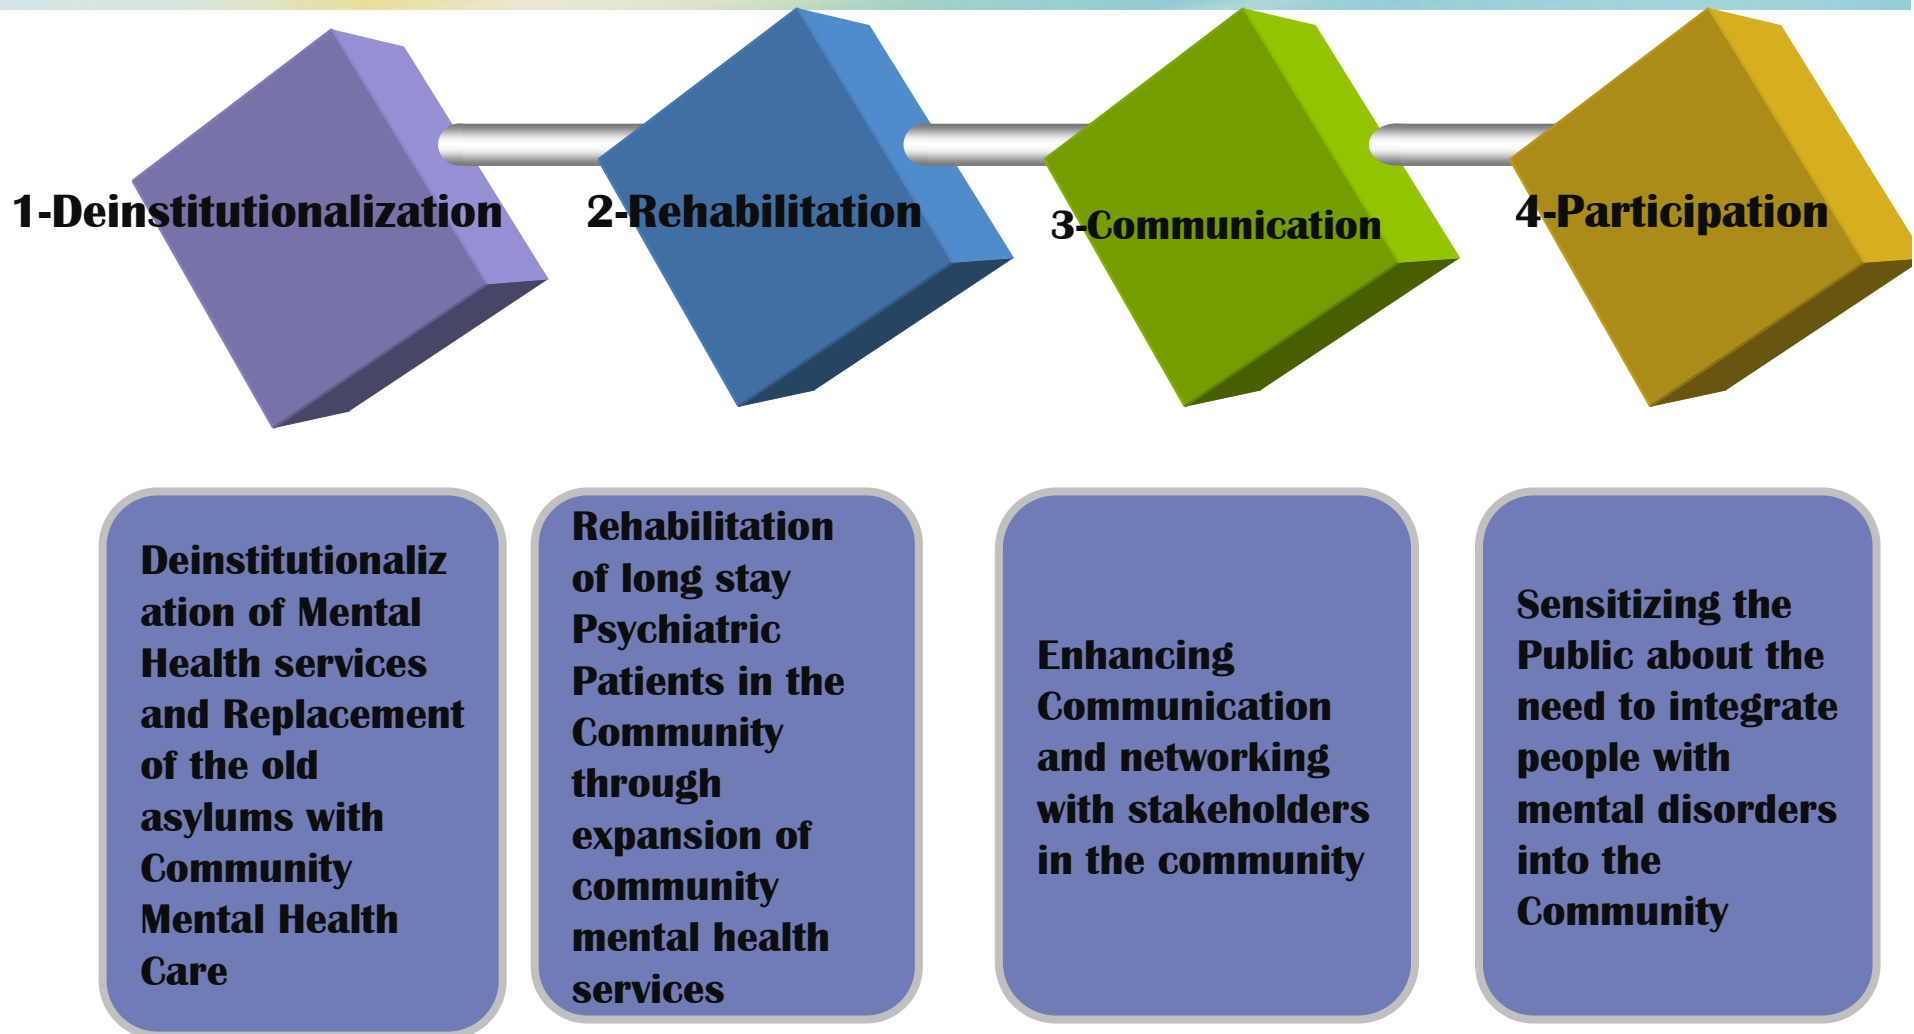 1-Deinstitutionalization
2-Rehabilitation
3-Communication
4-Participation
Deinstitutionaliz
ation of Mental
Health services
and Replacement
of the old
asylums with
Community
Mental Health
Care
Rehabilitation
of long stay
Psychiatric
Patients in the
Community
through
expansion of
community
mental health
services
Enhancing
Communication
and networking
with stakeholders
in the community
Sensitizing the
Public about the
need to integrate
people with
mental disorders
into the
Community